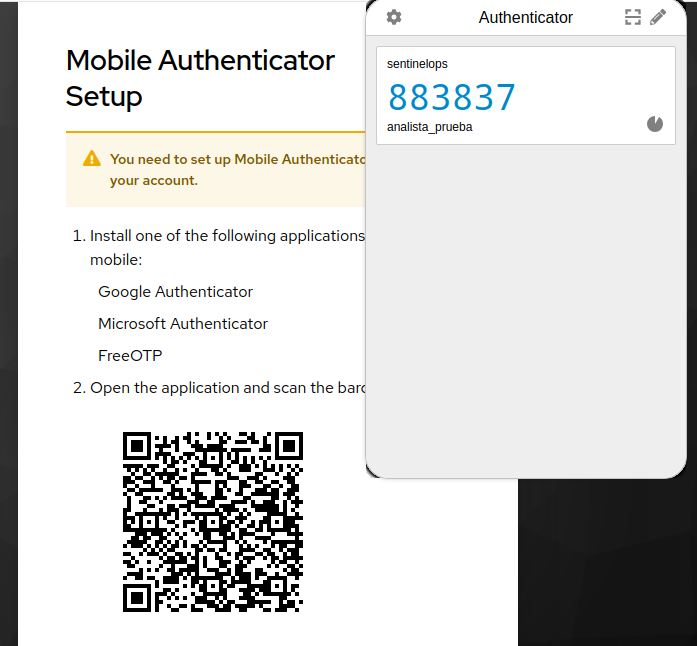 Mobile Authenticator
Setup
You need to set up Mobile Authenticato
your account.
1. Install one of the following applications
mobile:
Google Authenticator
Microsoft Authenticator
FreeOTP
2. Open the application and scan the barc
Authenticator
sentinelops
883837
analista_prueba